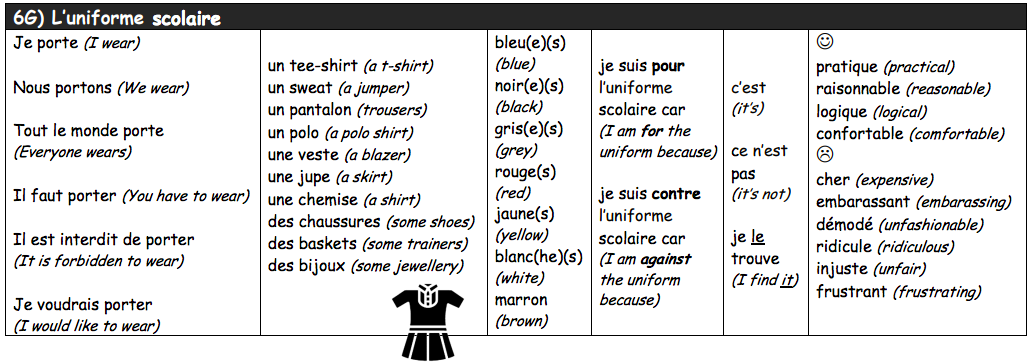 6G) L'uniforme scolaire
Je porte (I wear)
Nous portons (We wear)
Tout le monde porte
(Everyone wears)
Il faut porter (You have to wear)
Il est interdit de porter
(It is forbidden to wear)
Je voudrais porter
(I would like to wear)
un tee-shirt (a t-shirt)
un sweat (a jumper)
un pantalon (trousers)
un polo (a polo shirt)
une veste (a blazer)
une jupe (a skirt)
une chemise (a shirt)
des chaussures (some shoes)
des baskets (some trainers)
des bijoux (some jewellery)
bleu(e)(s)
(blue)
noir(e)(s)
(black)
gris(e)(s)
(grey)
rouge(s)
(red)
jaune(s)
(yellow)
blanc(he)(s)
(white)
marron
(brown)
je suis pour
l'uniforme
scolaire car
(I am for the
uniform because)
je suis contre
l'uniforme
scolaire car
(I am against
the uniform
because)
c'est
(it's)
ce n'est
pas
(it's not)
je le
trouve
(I find it)
☺
pratique (practical)
raisonnable (reasonable)
logique (logical)
confortable (comfortable)
☹
cher (expensive)
embarassant (embarassing)
démodé (unfashionable)
ridicule (ridiculous)
injuste (unfair)
frustrant (frustrating)